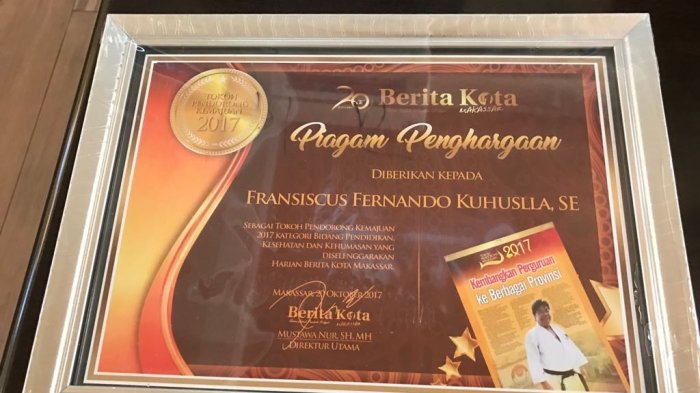 TOKOH
PENDORONG
KEMAJUAN
2017
20 Berita Kota
MAKASSAR
Piagam Penghargaan
DIBERIKAN KEPADA
FRANSISCUS FERNANDO KUHUSLLA, SE
SEBAGAI TOKOH PENDORONG KEMAJUAN
2017 KATEGORI BIDANG PENDIDIKAN,
KESEHATAN DAN KEHUMASAN YANG
DISELENGGARAKAN
HARIAN BERITA KOTA MAKASSAR
MAKASSAR, 20 OKTOBER 2017
Berita Kota
MAKASSAR
MUSTAWA NUR SH, MH
DIREKTUR UTAMA
2017
Kembangkan Perguruan
ke Berbagai Provinsi